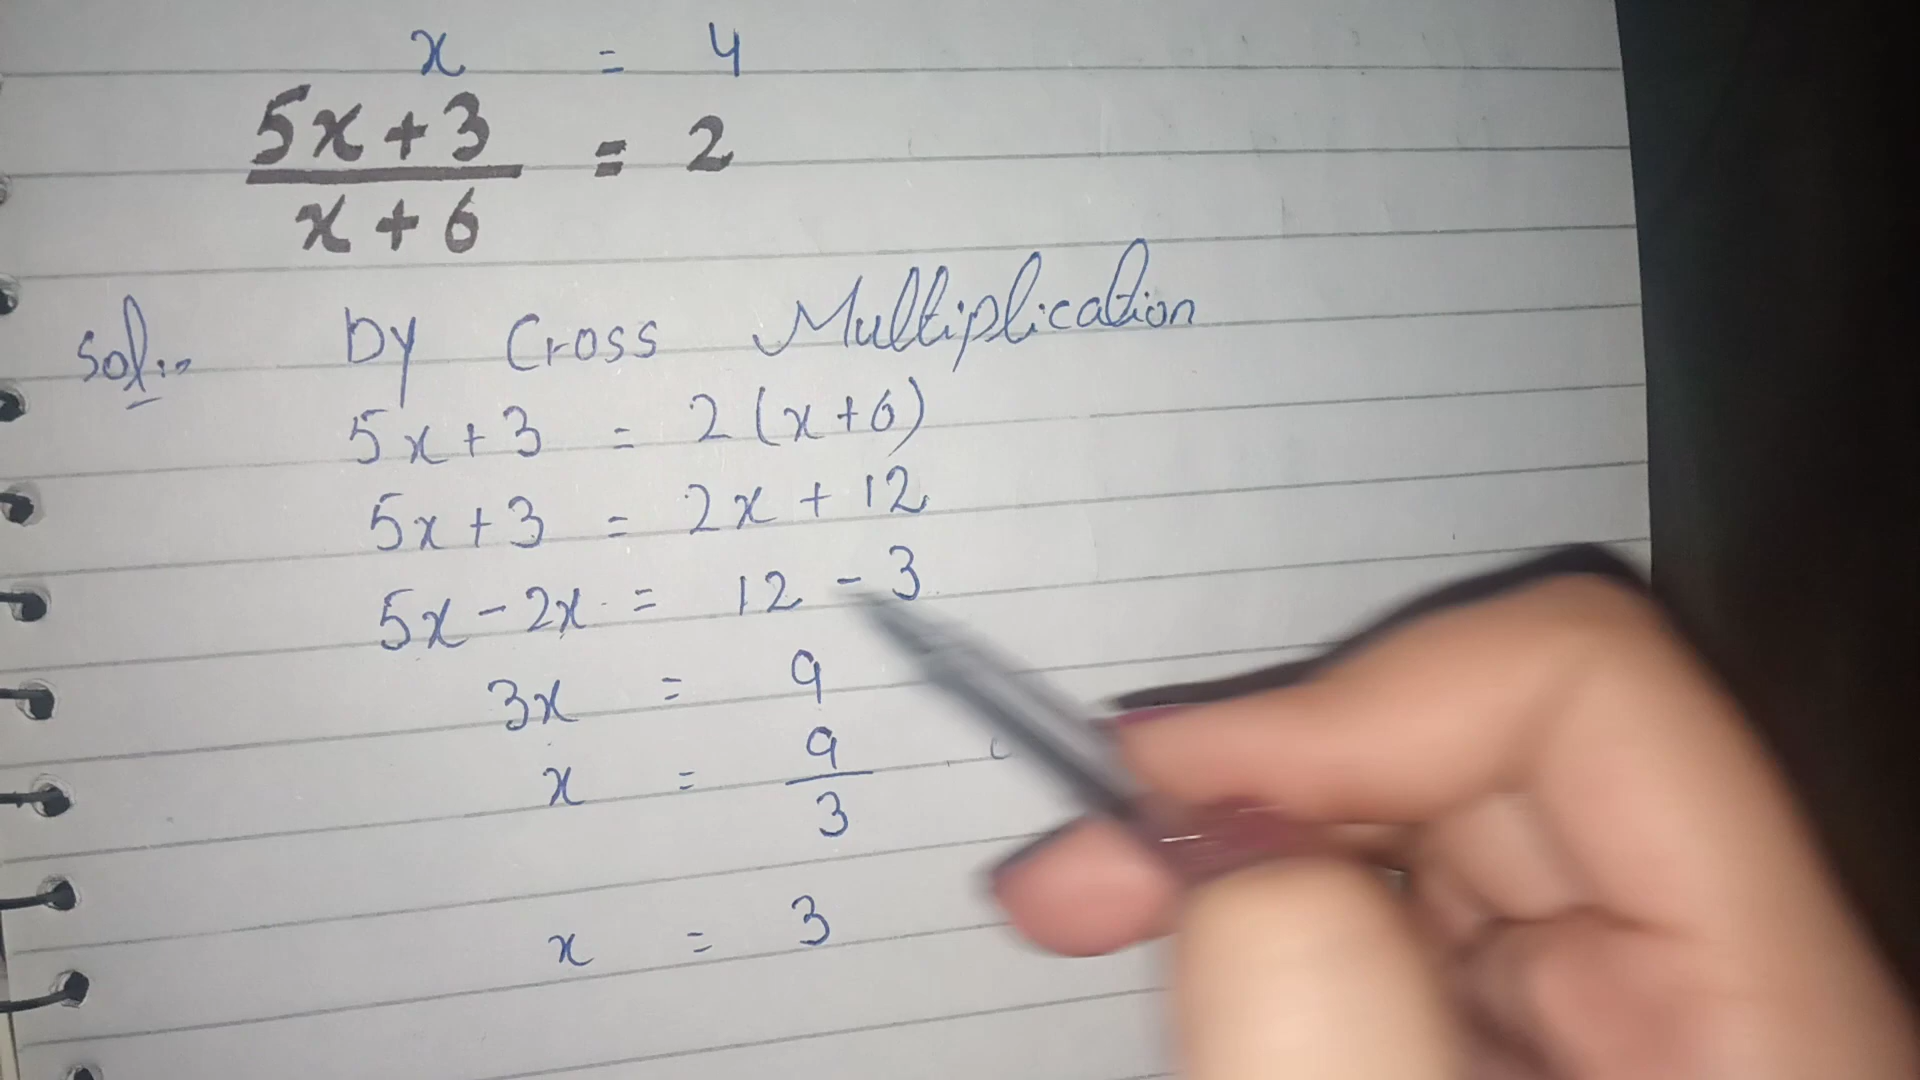 x = 4
5x+3 / x+6 = 2
Sol:- by Cross Multiplication
5x+3 = 2(x+6)
5x+3 = 2x+12
5x-2x = 12-3
3x = 9
x = 9/3
x = 3